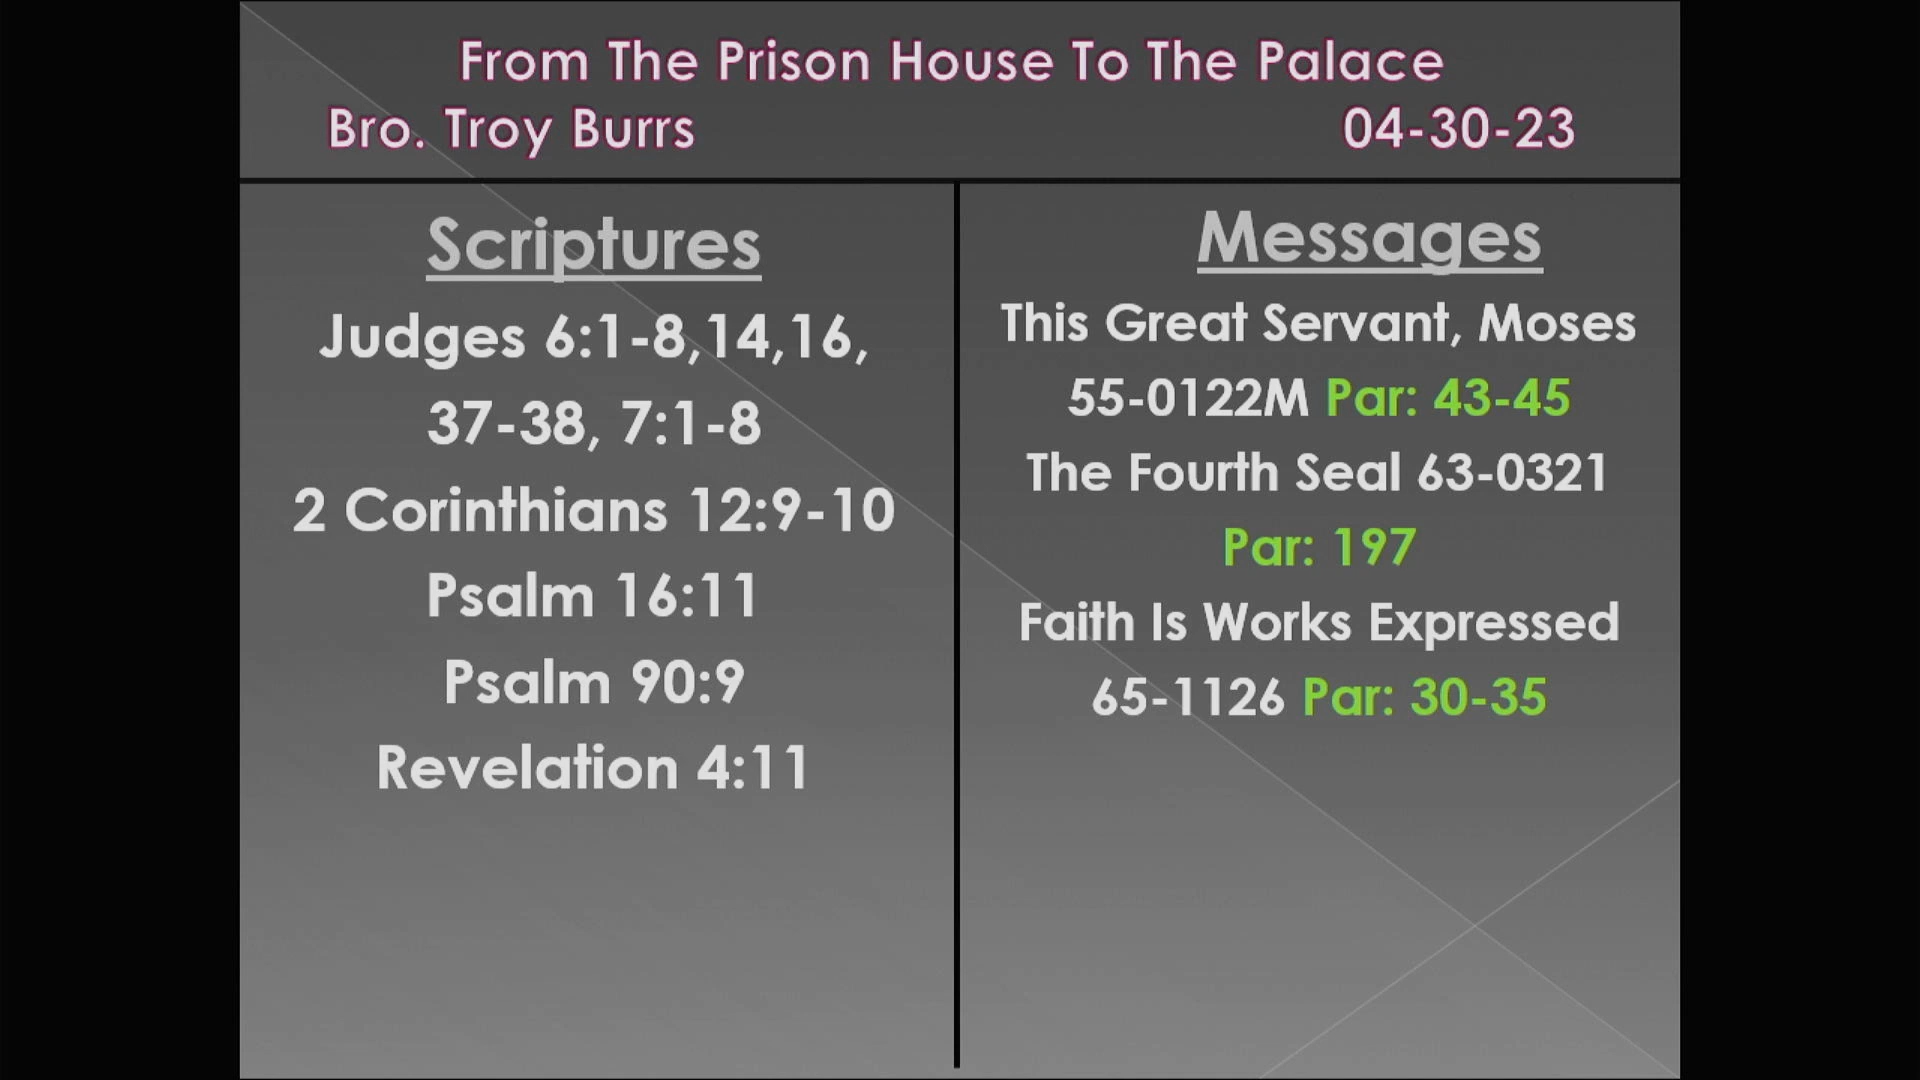 From The Prison House To The Palace
Bro. Troy Burrs 04-30-23
Scriptures
Judges 6:1-8,14,16,
37-38, 7:1-8
2 Corinthians 12:9-10
Psalm 16:11
Psalm 90:9
Revelation 4:11
Messages
This Great Servant, Moses
55-0122M Par: 43-45
The Fourth Seal 63-0321
Par: 197
Faith Is Works Expressed
65-1126 Par: 30-35